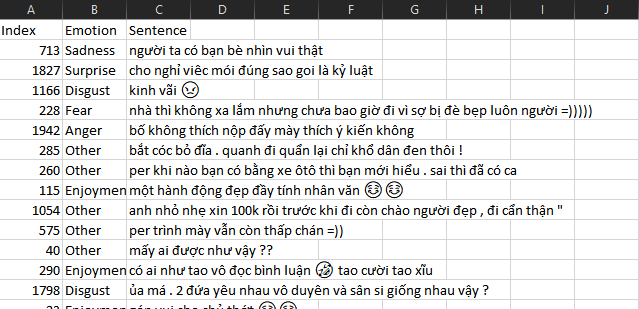 A B C D E F G H I J
Index Emotion Sentence
713 Sadness người ta có bạn bè nhìn vui thật
1827 Surprise cho nghỉ viêc mói đúng sao goi là kỷ luật
1166 Disgust kinh vãi 😡
228 Fear nhà thì không xa lắm nhưng chưa bao giờ đi vì sợ bị đè bẹp luôn người =)))))
1942 Anger bố không thích nộp đấy mày thích ý kiến không
285 Other bắt cóc bỏ đĩa . quanh đi quẩn lại chỉ khổ dân đen thôi !
260 Other per khi nào bạn có bằng xe ôtô thì bạn mới hiểu . sai thì đã có ca
115 Enjoymen một hành động đẹp đầy tính nhân văn 😂 😂
1054 Other anh nhỏ nhẹ xin 100k rồi trước khi đi còn chào người đẹp , đi cẩn thận "
575 Other per trình mày vẫn còn thấp chán =))
40 Other mấy ai được như vậy ??
290 Enjoymen có ai như tao vô đọc bình luận 🤣 tao cười tao xĩu
1798 Disgust ủa má . 2 đứa yêu nhau vô duyên và sân si giống nhau vậy ?